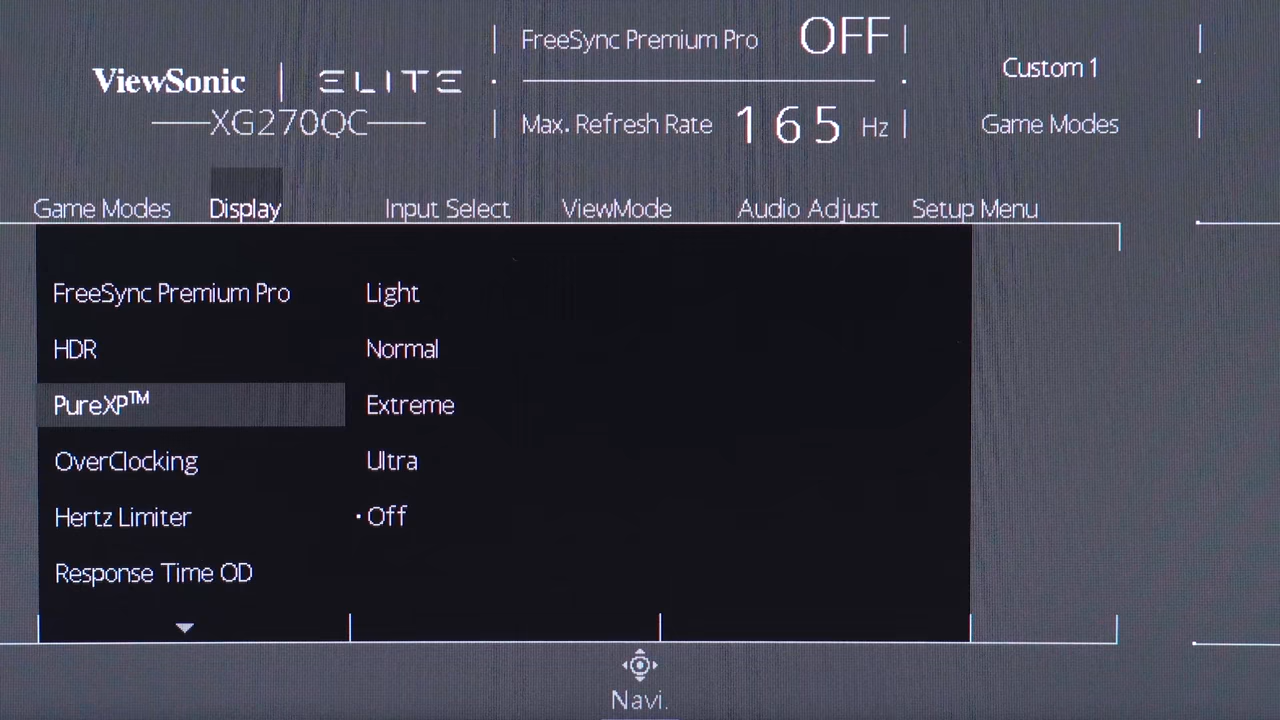 ViewSonic | ELITE
XG270QC
FreeSync Premium Pro OFF
Max. Refresh Rate 165 Hz
Custom 1
Game Modes
Game Modes Display Input Select ViewMode Audio Adjust Setup Menu
FreeSync Premium Pro Light
HDR Normal
PureXP™ Extreme
OverClocking Ultra
Hertz Limiter • Off
Response Time OD
Navi.